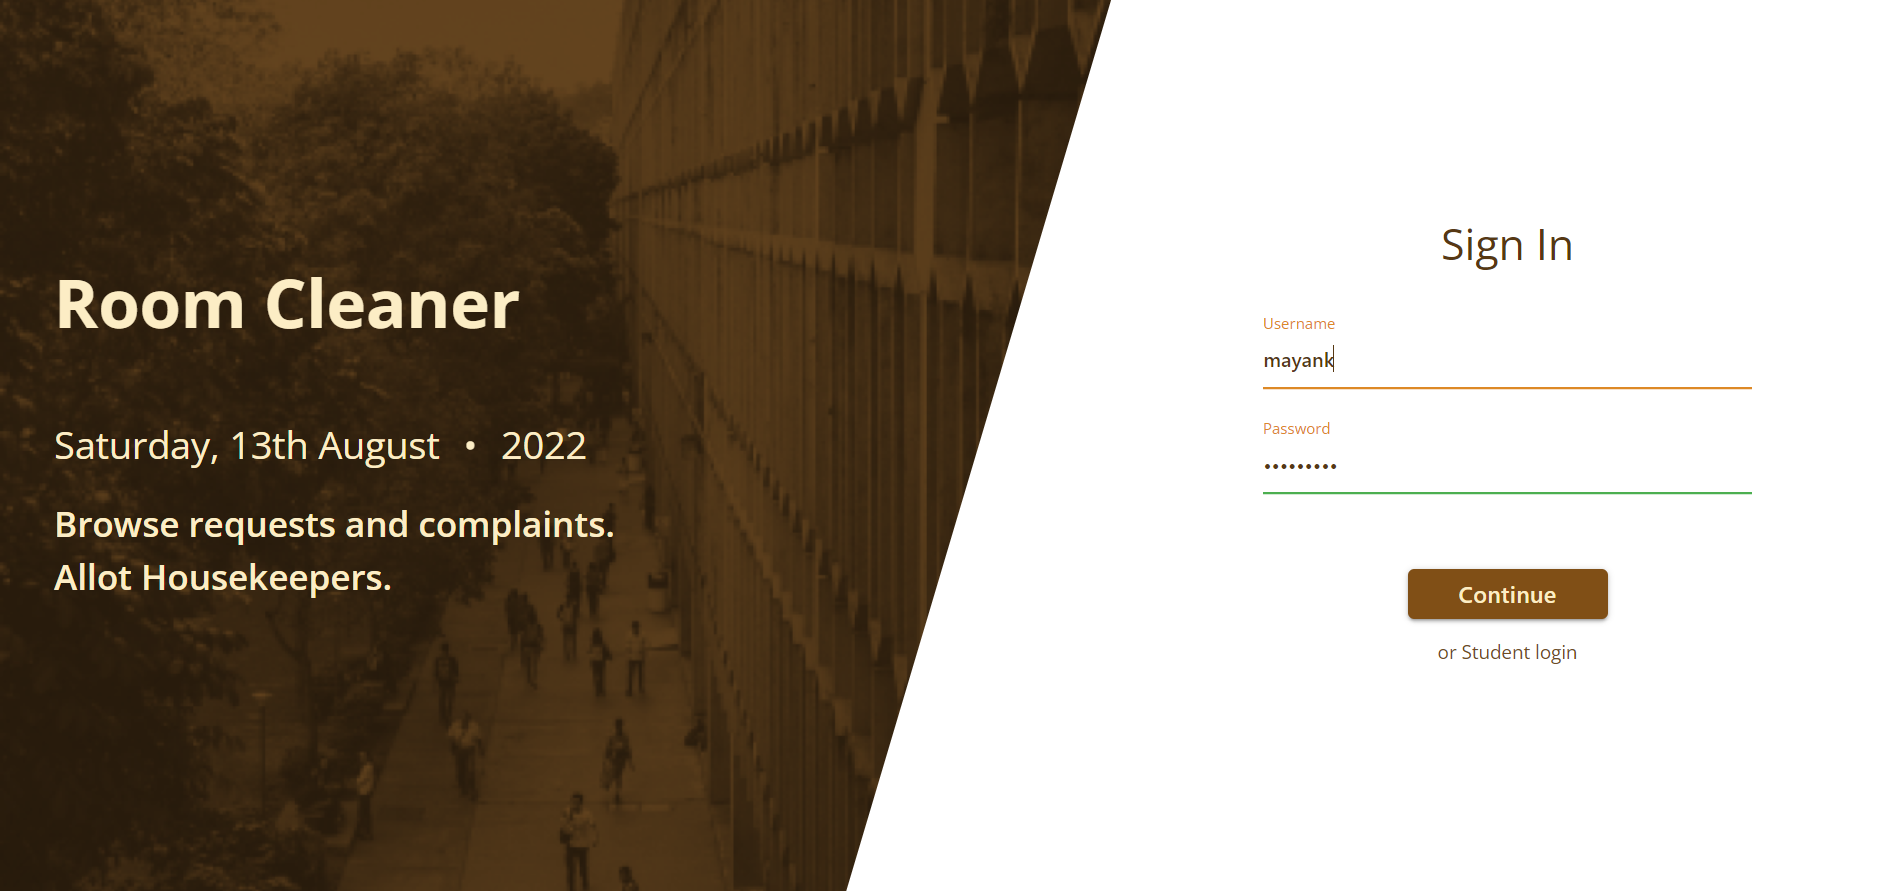 Room Cleaner
Saturday, 13th August • 2022
Browse requests and complaints.
Allot Housekeepers.
Sign In
Username
mayank
Password
•••••••••
Continue
or Student login